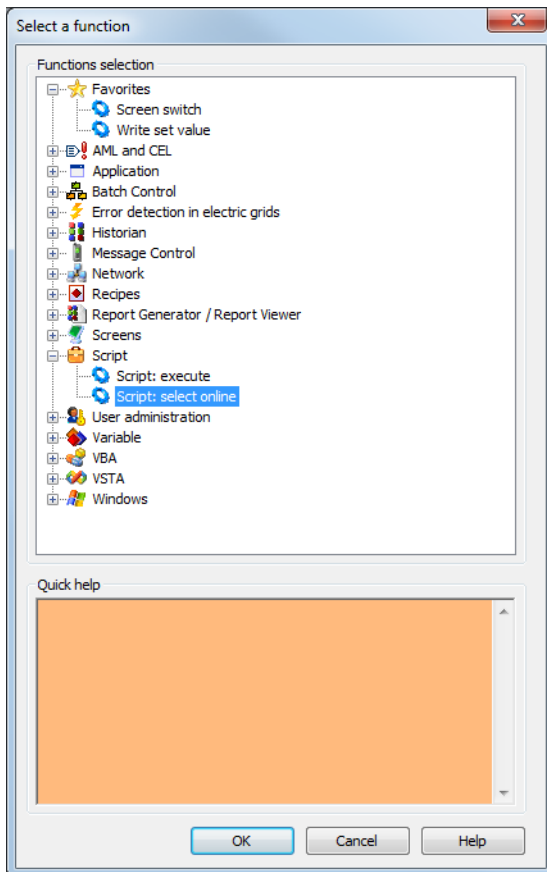 Select a function
Functions selection
Favorites
Screen switch
Write set value
AML and CEL
Application
Batch Control
Error detection in electric grids
Historian
Message Control
Network
Recipes
Report Generator / Report Viewer
Screens
Script
Script: execute
Script: select online
User administration
Variable
VBA
VSTA
Windows
Quick help
OK Cancel Help